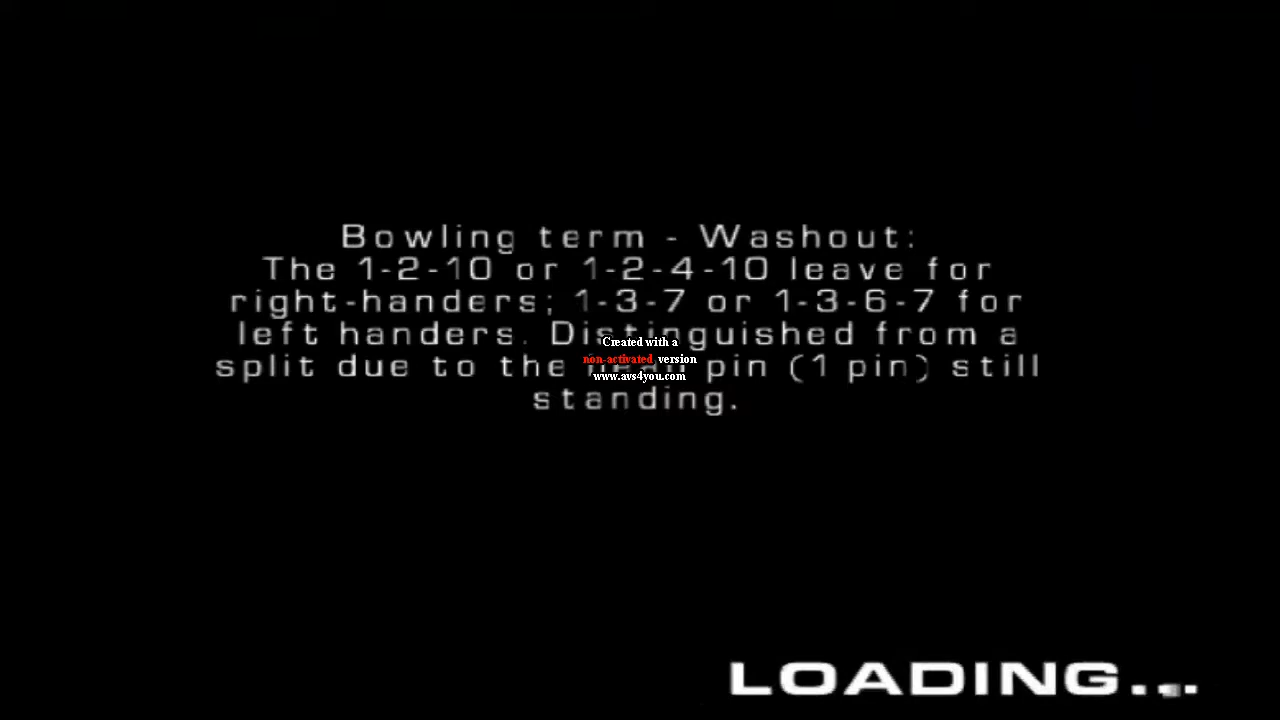 Bowling term - Washout:
The 1-2-10 or 1-2-4-10 leave for
right-handers; 1-3-7 or 1-3-6-7 for
left handers. Distinguished from a
split due to the head pin (1 pin) still
standing.
Created with a
non-activated version
www.avs4you.com
LOADING...